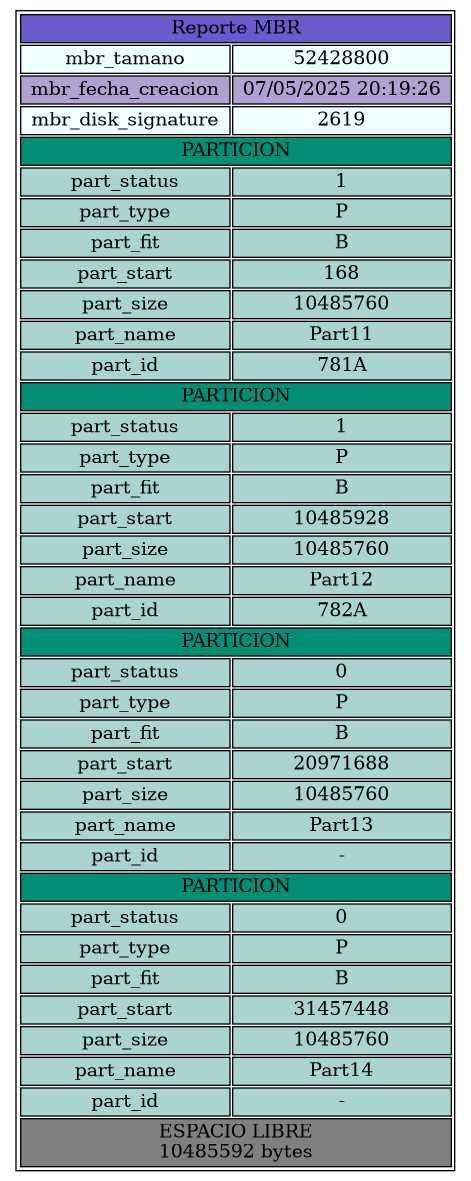 Reporte MBR
mbr_tamano 52428800
mbr_fecha_creacion 07/05/2025 20:19:26
mbr_disk_signature 2619
PARTICION
part_status 1
part_type P
part_fit B
part_start 168
part_size 10485760
part_name Part11
part_id 781A
PARTICION
part_status 1
part_type P
part_fit B
part_start 10485928
part_size 10485760
part_name Part12
part_id 782A
PARTICION
part_status 0
part_type P
part_fit B
part_start 20971688
part_size 10485760
part_name Part13
part_id -
PARTICION
part_status 0
part_type P
part_fit B
part_start 31457448
part_size 10485760
part_name Part14
part_id -
ESPACIO LIBRE
10485592 bytes